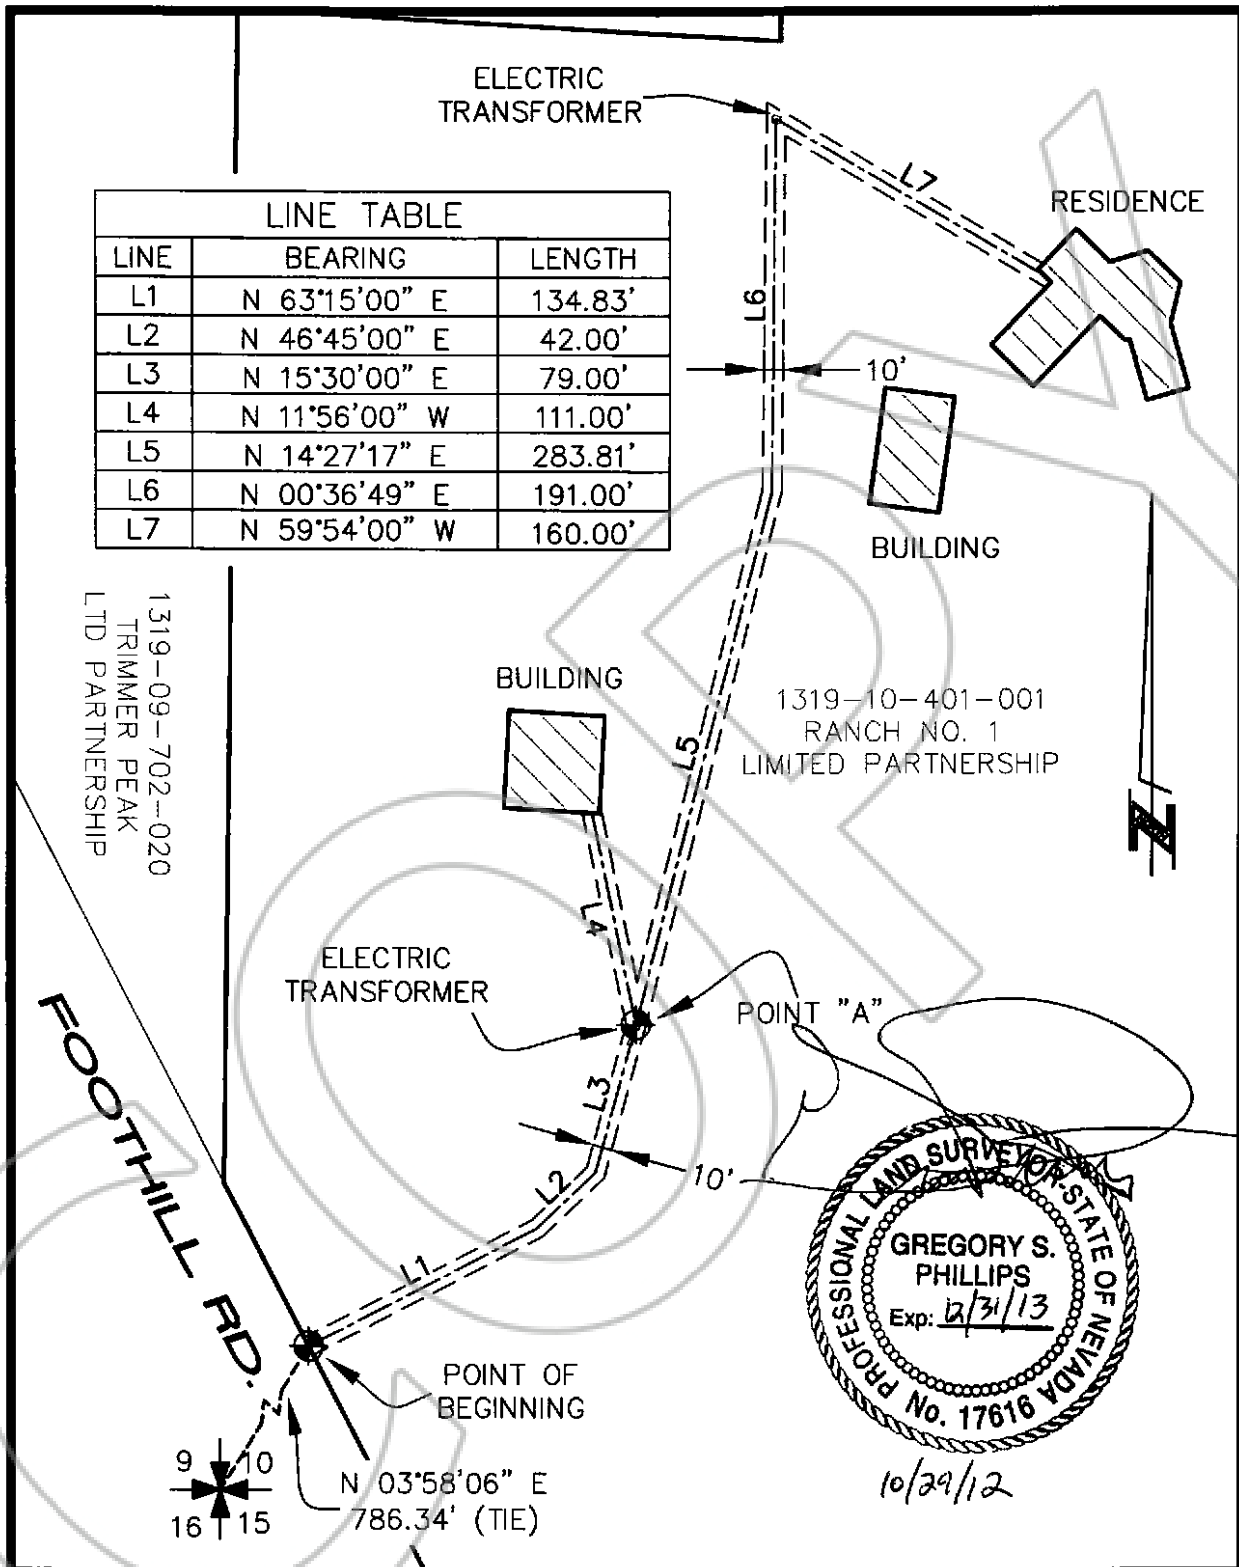 ELECTRIC
TRANSFORMER
L7
RESIDENCE
LINE TABLE
LINE BEARING LENGTH
L1 N 63°15'00" E 134.83'
L2 N 46°45'00" E 42.00'
L3 N 15°30'00" E 79.00'
L4 N 11°56'00" W 111.00'
L5 N 14°27'17" E 283.81'
L6 N 00°36'49" E 191.00'
L7 N 59°54'00" W 160.00'
L6
10'
BUILDING
1319-09-702-020
TRIMMER PEAK
LTD PARTNERSHIP
BUILDING
1319-10-401-001
RANCH NO. 1
LIMITED PARTNERSHIP
L5
N
L4
ELECTRIC
TRANSFORMER
POINT "A"
FOOTHILL RD.
L3
10'
L2
L1
PROFESSIONAL LAND SURVEYOR-STATE OF NEVADA
GREGORY S.
PHILLIPS
Exp: 12/31/13
No. 17616
10/29/12
POINT OF
BEGINNING
N 03°58'06" E
786.34' (TIE)
9 10
16 15
COPY